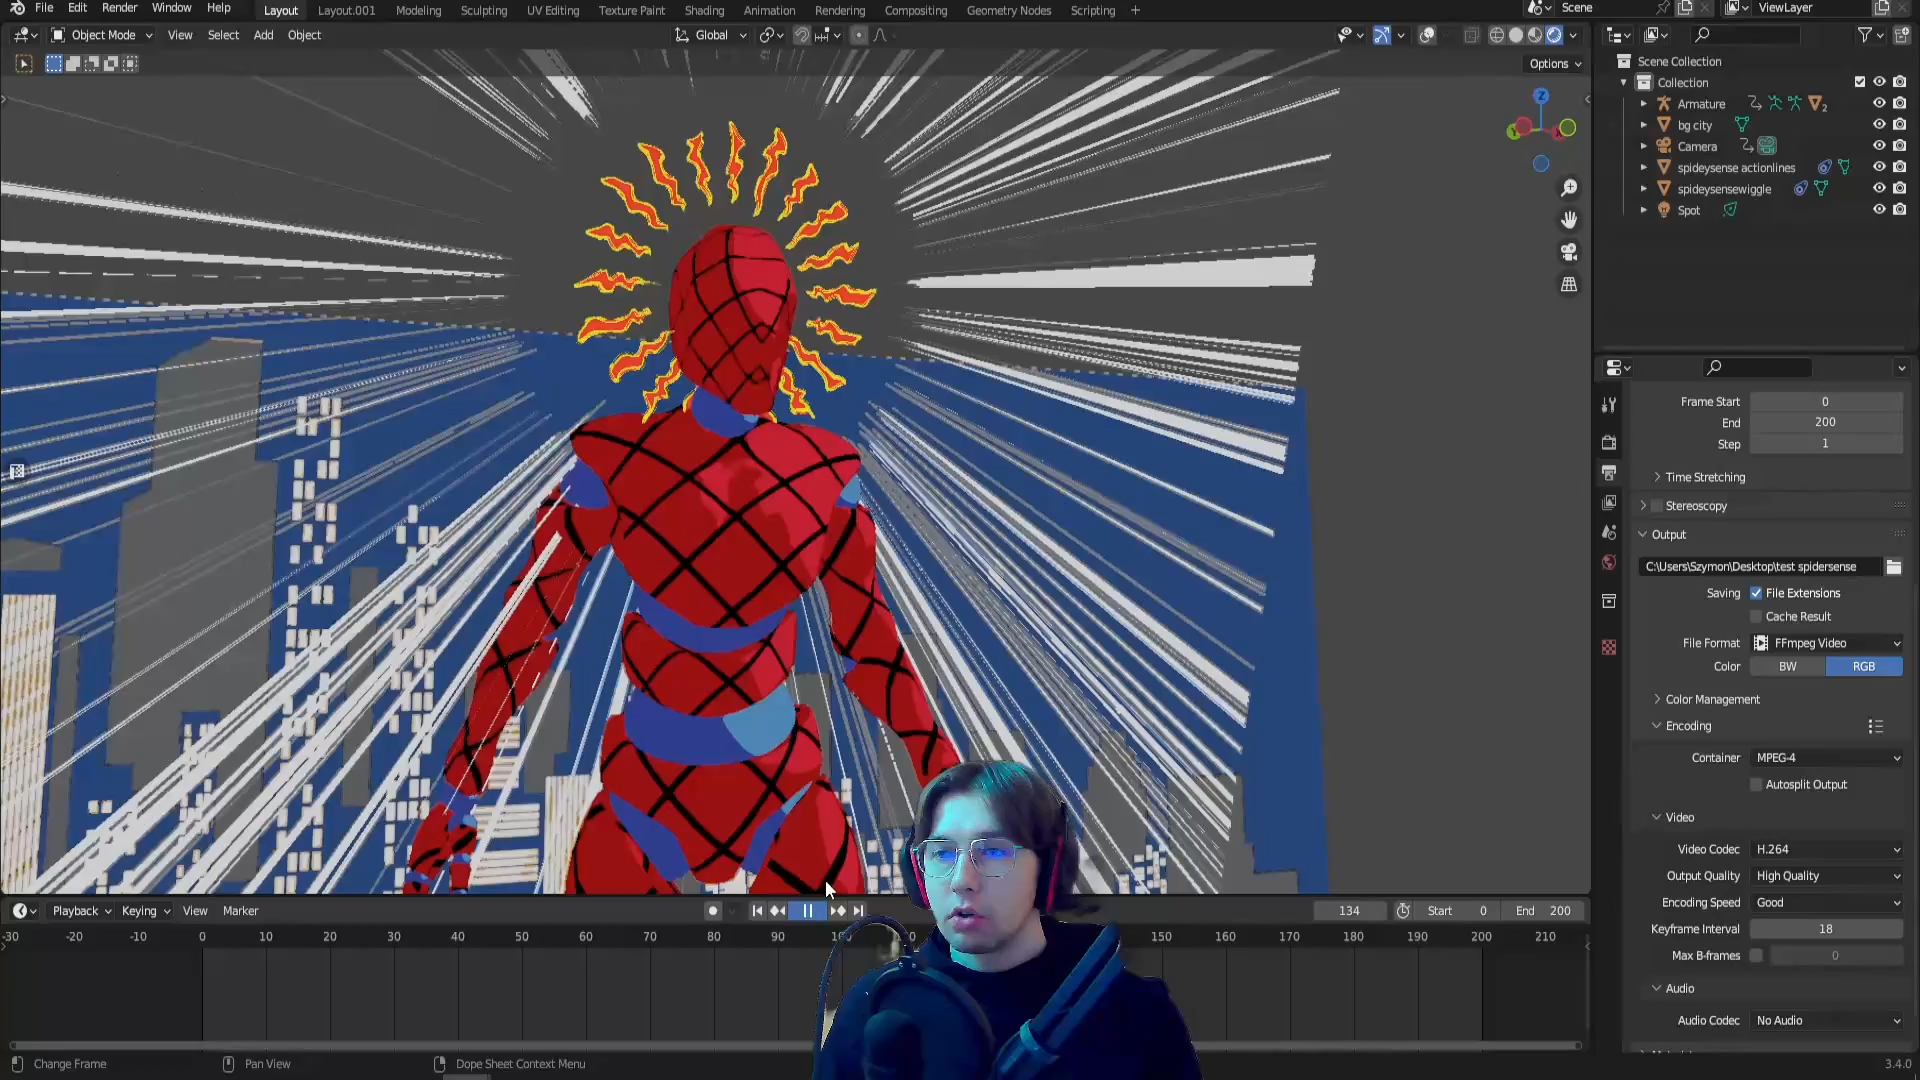 File Edit Render Window Help Layout Layout.001 Modeling Sculpting UV Editing Texture Paint Shading Animation Rendering Compositing Geometry Nodes Scripting + Scene ViewLayer
Object Mode View Select Add Object Global
Options
Scene Collection
Collection
Armature 2
bg city
Camera
spideysense actionlines
spideysensewiggle
Spot
Frame Start 0
End 200
Step 1
Time Stretching
Stereoscopy
Output
C:\Users\Szymon\Desktop\test spidersense
Saving File Extensions
Cache Result
File Format FFmpeg Video
Color BW RGB
Color Management
Encoding
Container MPEG-4
Autosplit Output
Video
Video Codec H.264
Output Quality High Quality
Encoding Speed Good
Keyframe Interval 18
Max B-frames 0
Audio
Audio Codec No Audio
Playback Keying View Marker 134 Start 0 End 200
-30 -20 -10 0 10 20 30 40 50 60 70 80 90 150 160 170 180 190 200 210
Change Frame Pan View Dope Sheet Context Menu 3.4.0